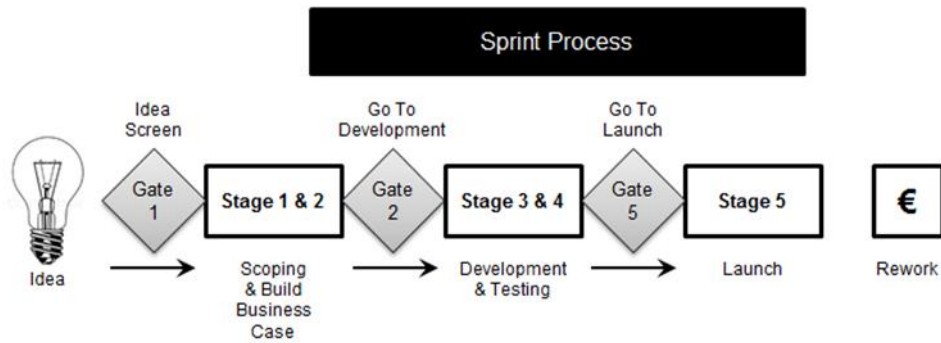 Sprint Process
Idea
Screen
Go To
Development
Go To
Launch
Gate
1
Stage 1 & 2
Gate
2
Stage 3 & 4
Gate
5
Stage 5
€
Idea
Scoping
& Build
Business
Case
Development
& Testing
Launch
Rework